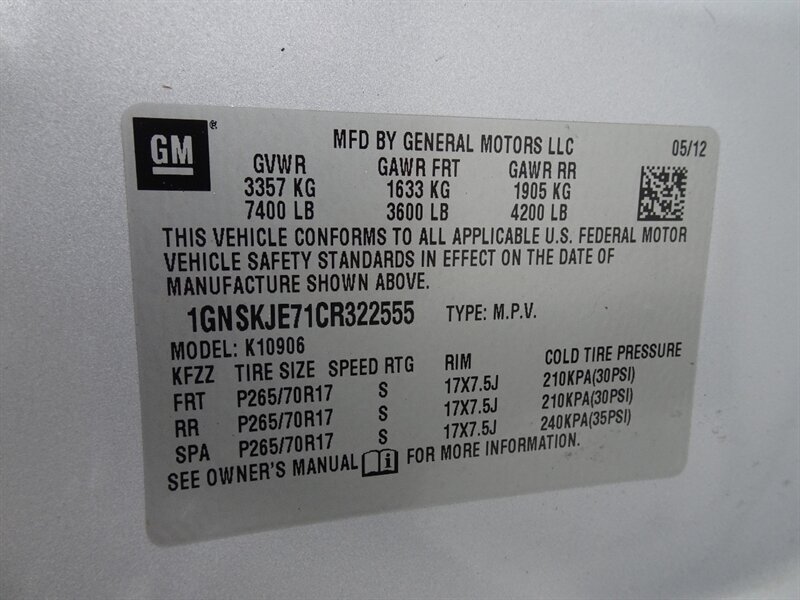 GM®
MFD BY GENERAL MOTORS LLC 05/12
GVWR GAWR FRT GAWR RR
3357 KG 1633 KG 1905 KG
7400 LB 3600 LB 4200 LB
THIS VEHICLE CONFORMS TO ALL APPLICABLE U.S. FEDERAL MOTOR
VEHICLE SAFETY STANDARDS IN EFFECT ON THE DATE OF
MANUFACTURE SHOWN ABOVE.
1GNSKJE71CR322555 TYPE: M.P.V.
MODEL: K10906
KFZZ TIRE SIZE SPEED RTG RIM COLD TIRE PRESSURE
FRT P265/70R17 S 17X7.5J 210KPA(30PSI)
RR P265/70R17 S 17X7.5J 210KPA(30PSI)
SPA P265/70R17 S 17X7.5J 240KPA(35PSI)
SEE OWNER'S MANUAL i FOR MORE INFORMATION.